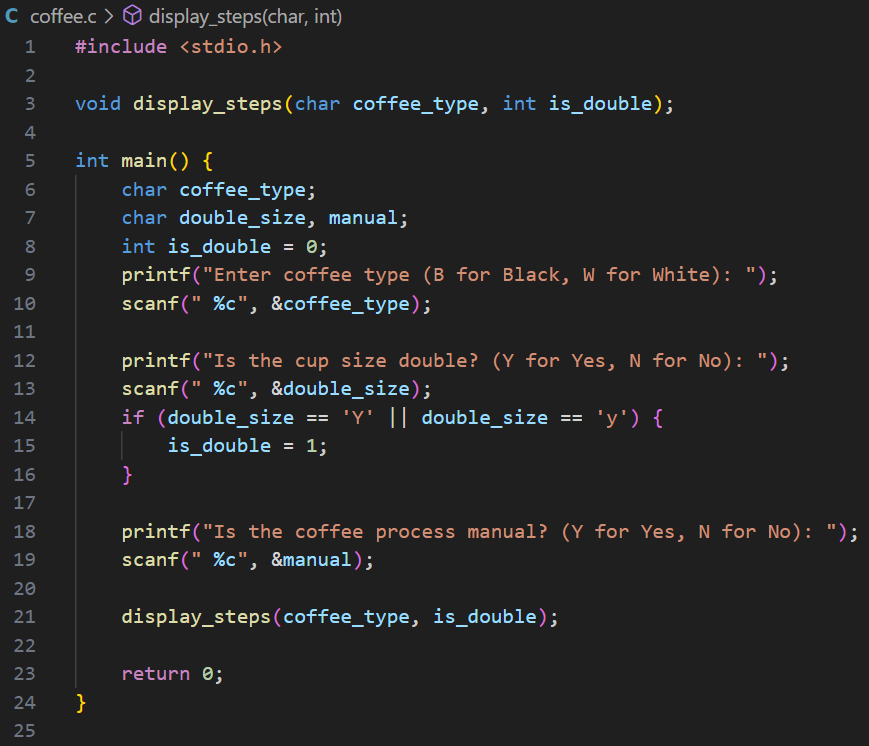 C coffee.c > display_steps(char, int)
1 #include <stdio.h>
2
3 void display_steps(char coffee_type, int is_double);
4
5 int main() {
6     char coffee_type;
7     char double_size, manual;
8     int is_double = 0;
9     printf("Enter coffee type (B for Black, W for White): ");
10     scanf(" %c", &coffee_type);
11
12     printf("Is the cup size double? (Y for Yes, N for No): ");
13     scanf(" %c", &double_size);
14     if (double_size == 'Y' || double_size == 'y') {
15         is_double = 1;
16     }
17
18     printf("Is the coffee process manual? (Y for Yes, N for No): ");
19     scanf(" %c", &manual);
20
21     display_steps(coffee_type, is_double);
22
23     return 0;
24 }
25